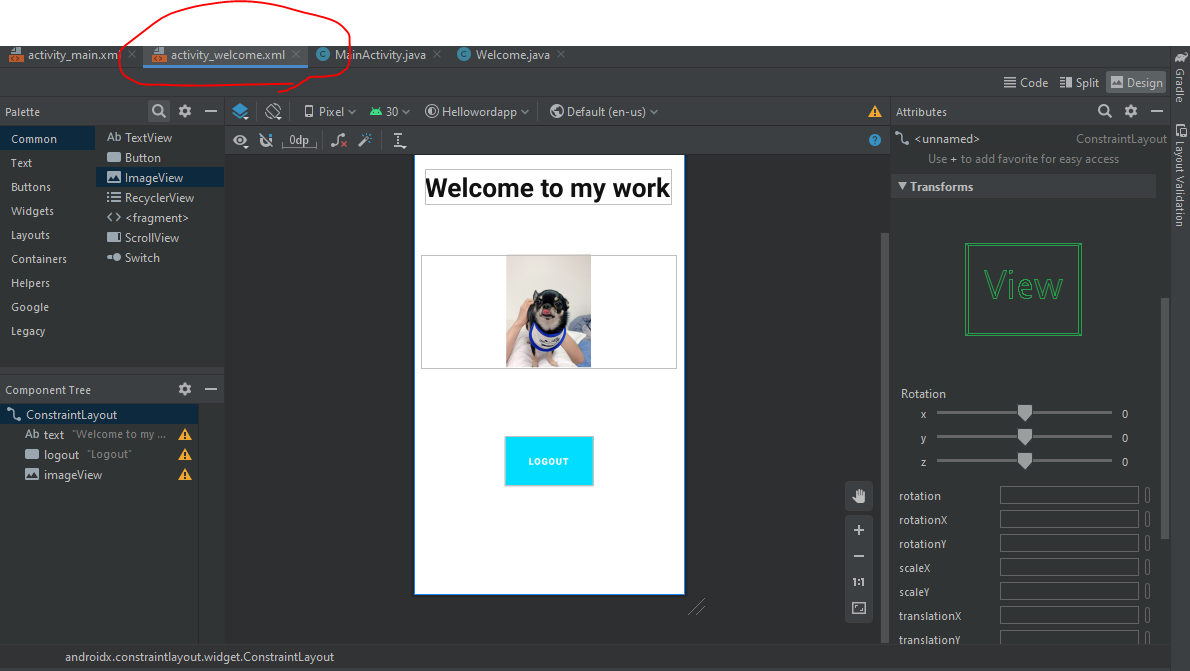 activity_main.xml activity_welcome.xml MainActivity.java Welcome.java
Code Split Design
Gradle
Layout Validation
Palette
Pixel 30 Hellowordapp Default (en-us)
Attributes
Common
Text
Buttons
Widgets
Layouts
Containers
Helpers
Google
Legacy
Ab TextView
Button
ImageView
RecyclerView
<> <fragment>
ScrollView
Switch
0dp
<unnamed> ConstraintLayout
Use + to add favorite for easy access
Transforms
View
Rotation
x 0
y 0
z 0
rotation
rotationX
rotationY
scaleX
scaleY
translationX
translationY
Welcome to my work
LOGOUT
1:1
Component Tree
ConstraintLayout
Ab text "Welcome to my ...
logout "Logout"
imageView
androidx.constraintlayout.widget.ConstraintLayout